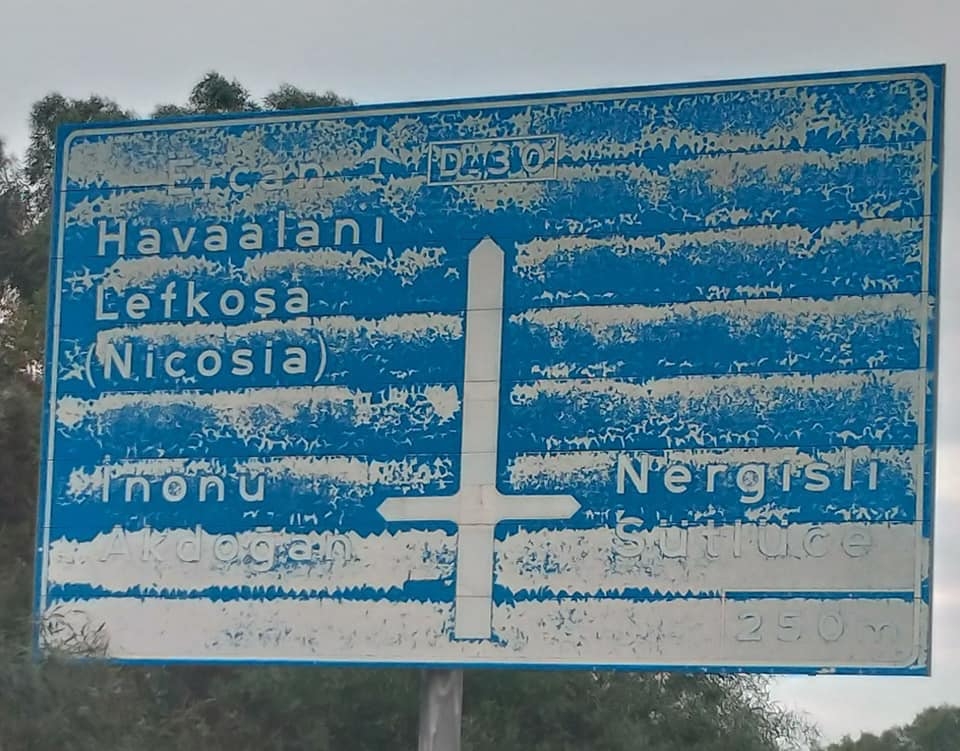 Ercan
D.30
Havaalanı
Lefkoşa
(Nicosia)
İnönü
Nergisli
Akdoğan
Sütlüce
250 m